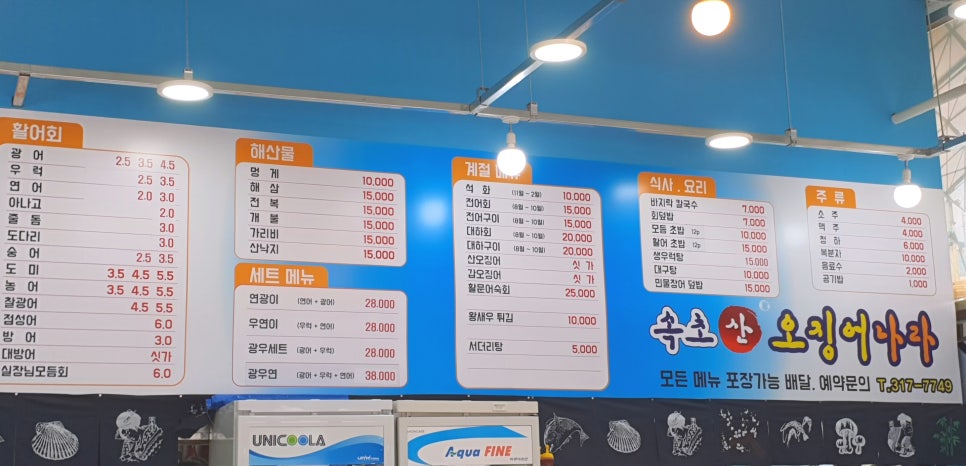 활어회
광 어 2.5 3.5 4.5
우 럭 2.5 3.5
연 어 2.0 3.0
아나고 2.0
줄 돔 3.0
도다리 3.0
숭 어 2.5 3.5
도 미 3.5 4.5 5.5
농 어 3.5 4.5 5.5
찰광어 4.5 5.5
점성어 6.0
방 어 3.0
대방어 싯가
실장님모듬회 6.0
해산물
멍 게 10,000
해 삼 15,000
전 복 15,000
개 불 15,000
가리비 15,000
산낙지 15,000
세트 메뉴
연광이 (연어 + 광어) 28.000
우연이 (우럭 + 연어) 28.000
광우세트 (광어 + 우럭) 28.000
광우연 (광어 + 우럭 + 연어) 38.000
계절 메뉴
석 화 (11월 ~ 2월) 10,000
전어회 (8월 ~ 10월) 15,000
전어구이 (8월 ~ 10월) 15,000
대하회 (8월 ~ 10월) 20,000
대하구이 (8월 ~ 10월) 20,000
산오징어 싯 가
갑오징어 싯 가
활문어숙회 25,000
왕새우 튀김 10,000
서더리탕 5,000
식사 . 요리
바지락 칼국수 7,000
회덮밥 7,000
모듬 초밥 12p 10,000
활어 초밥 12p 15,000
생우럭탕 15,000
대구탕 10,000
민물장어 덮밥 15,000
주 류
소 주 4,000
맥 주 4,000
청 하 6,000
복분자 10,000
음료수 2,000
공기밥 1,000
속초 산 오징어나라
모든 메뉴 포장가능 배달, 예약문의 T.317-7749
UNICOOLA
Aqua FINE